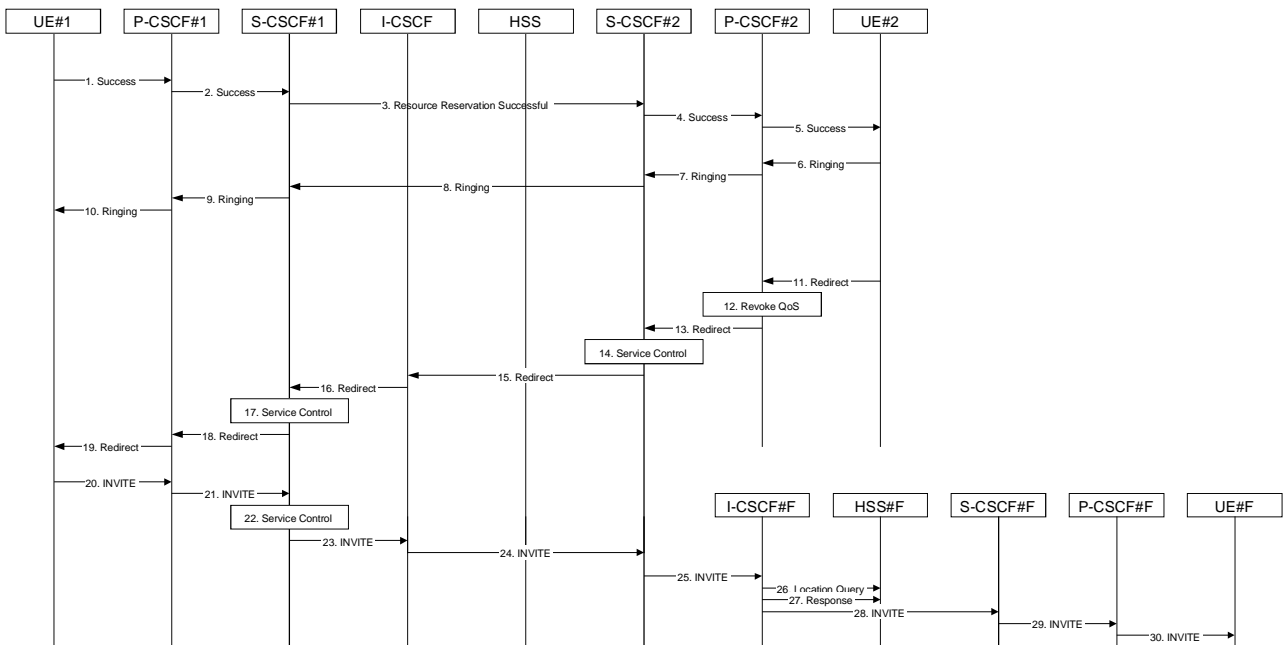 UE#1
P-CSCF#1
S-CSCF#1
I-CSCF
HSS
S-CSCF#2
P-CSCF#2
UE#2
1. Success
2. Success
3. Resource Reservation Successful
4. Success
5. Success
6. Ringing
7. Ringing
8. Ringing
9. Ringing
10. Ringing
11. Redirect
12. Revoke QoS
13. Redirect
14. Service Control
15. Redirect
16. Redirect
17. Service Control
18. Redirect
19. Redirect
20. INVITE
21. INVITE
22. Service Control
23. INVITE
24. INVITE
I-CSCF#F
HSS#F
S-CSCF#F
P-CSCF#F
UE#F
25. INVITE
26. Location Query
27. Response
28. INVITE
29. INVITE
30. INVITE